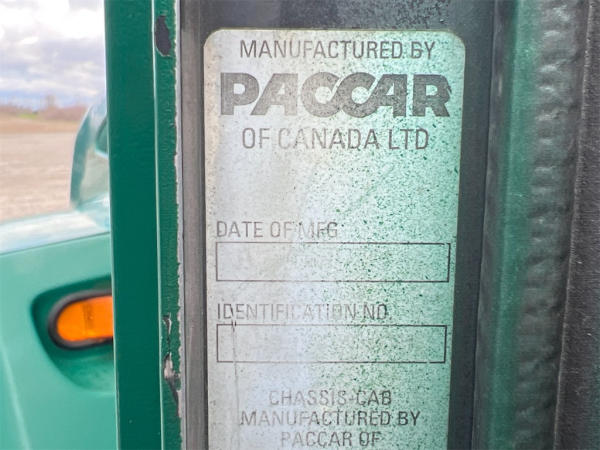 MANUFACTURED BY
PACCAR
OF CANADA LTD
DATE OF MFG
IDENTIFICATION NO
CHASSIS-CAB
MANUFACTURED BY
PACCAR OF